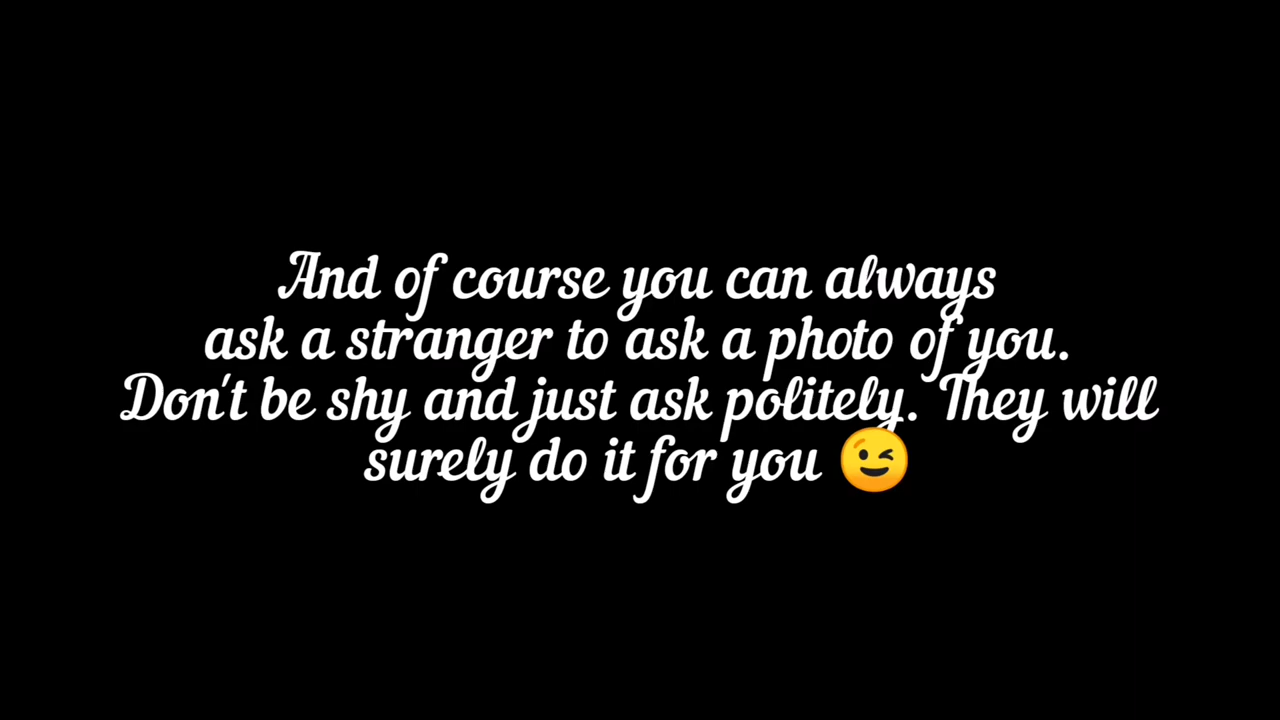 And of course you can always
ask a stranger to ask a photo of you.
Don't be shy and just ask politely. They will
surely do it for you 😉